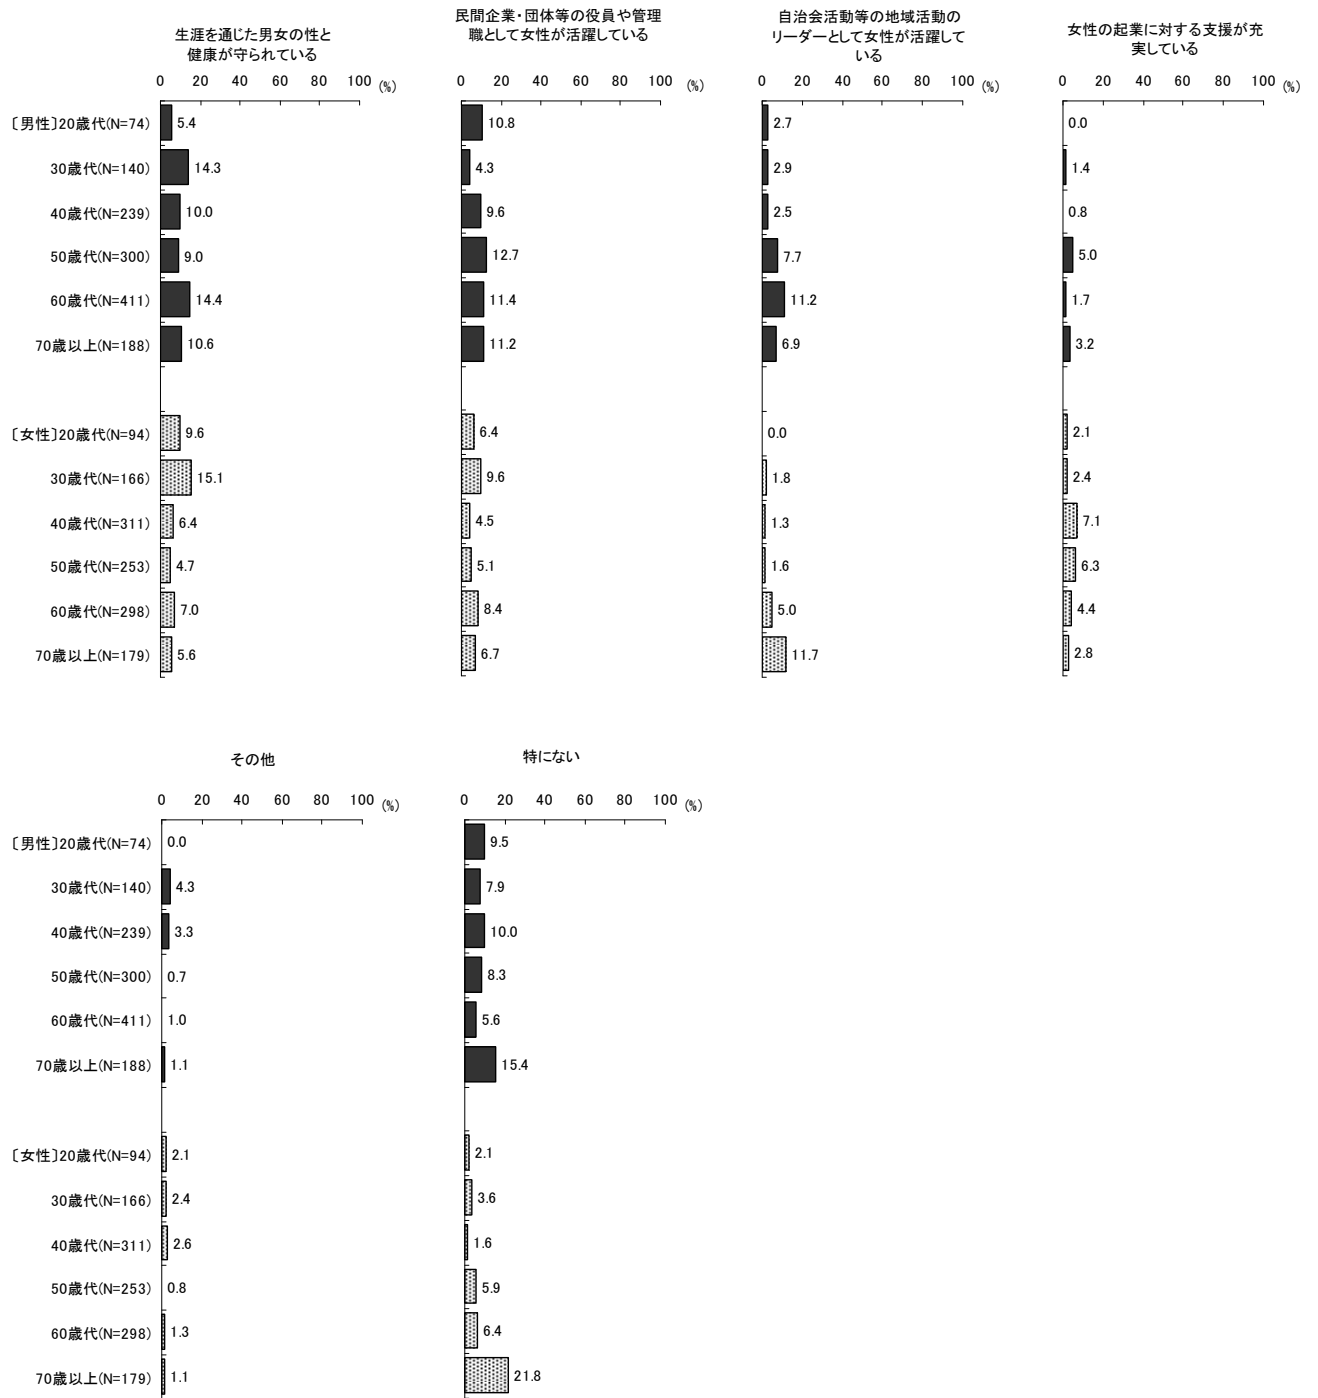 生涯を通じた男女の性と
健康が守られている
民間企業・団体等の役員や管理
職として女性が活躍している
自治会活動等の地域活動の
リーダーとして女性が活躍して
いる
女性の起業に対する支援が充
実している
0 20 40 60 80 100 (%)
0 20 40 60 80 100 (%)
0 20 40 60 80 100 (%)
0 20 40 60 80 100 (%)
〔男性〕20歳代(N=74) 5.4 10.8 2.7 0.0
30歳代(N=140) 14.3 4.3 2.9 1.4
40歳代(N=239) 10.0 9.6 2.5 0.8
50歳代(N=300) 9.0 12.7 7.7 5.0
60歳代(N=411) 14.4 11.4 11.2 1.7
70歳以上(N=188) 10.6 11.2 6.9 3.2
〔女性〕20歳代(N=94) 9.6 6.4 0.0 2.1
30歳代(N=166) 15.1 9.6 1.8 2.4
40歳代(N=311) 6.4 4.5 1.3 7.1
50歳代(N=253) 4.7 5.1 1.6 6.3
60歳代(N=298) 7.0 8.4 5.0 4.4
70歳以上(N=179) 5.6 6.7 11.7 2.8
その他
特にない
0 20 40 60 80 100 (%)
0 20 40 60 80 100 (%)
〔男性〕20歳代(N=74) 0.0 9.5
30歳代(N=140) 4.3 7.9
40歳代(N=239) 3.3 10.0
50歳代(N=300) 0.7 8.3
60歳代(N=411) 1.0 5.6
70歳以上(N=188) 1.1 15.4
〔女性〕20歳代(N=94) 2.1 2.1
30歳代(N=166) 2.4 3.6
40歳代(N=311) 2.6 1.6
50歳代(N=253) 0.8 5.9
60歳代(N=298) 1.3 6.4
70歳以上(N=179) 1.1 21.8